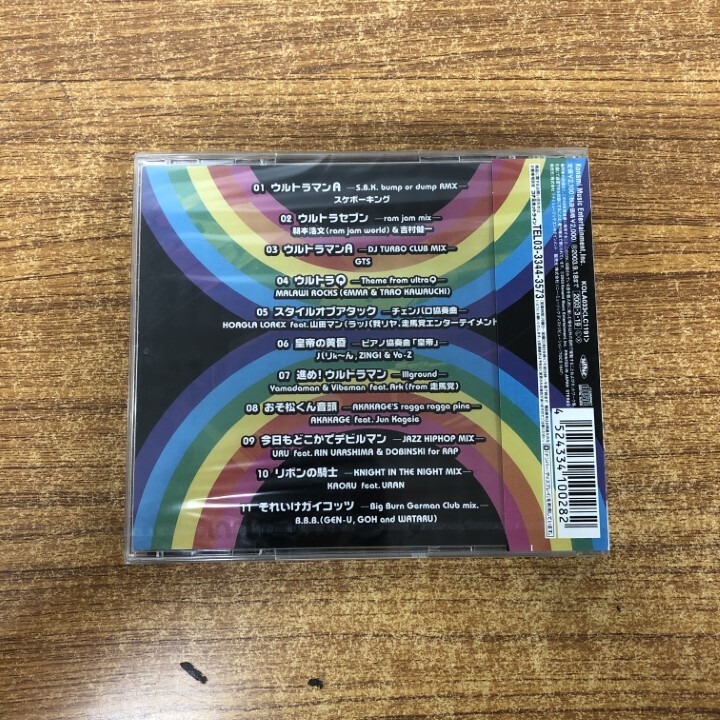 01 ウルトラマンA —S.B.K. bump or dump RMX—
スケボーキング
02 ウルトラセブン —ram jam mix—
朝本浩文(ram jam world) & 吉村健一
03 ウルトラマンA —DJ TURBO CLUB MIX—
GTS
04 ウルトラQ —Theme from ultraQ—
MALAWI ROCKS (EMMA & TARO KAWAUCHI)
05 スタイルオブアタック —チェンバロ協奏曲—
HORGLA LOREX feat.山田マン(ラッパ我リヤ、走馬党エンターテイメント
06 皇帝の黄昏 —ピアノ協奏曲「皇帝」—
バリk〜ん, ZINGI & Yo-Z
07 進め!ウルトラマン —illground—
Yamadaman & Vibeman feat. Ark (from 走馬党)
08 おそ松くん音頭 —AKAKAGE's ragga ragga pine—
AKAKAGE feat. Jun Kageie
09 今日もどこかでデビルマン —JAZZ HIPHOP MIX—
URU feat. RIN URASHIMA & DOBINSKI for RAP
10 リボンの騎士 —KNIGHT IN THE NIGHT MIX—
KAORU feat. URAN
11 それいけガイコッツ —Big Burn German Club mix.—
B.B.B.(GEN-U, GOH and WATARU)
Konami Music Entertainment,Inc.
KOLA-039(LC1191)
TEL03-3344-3573
4 524334 100282